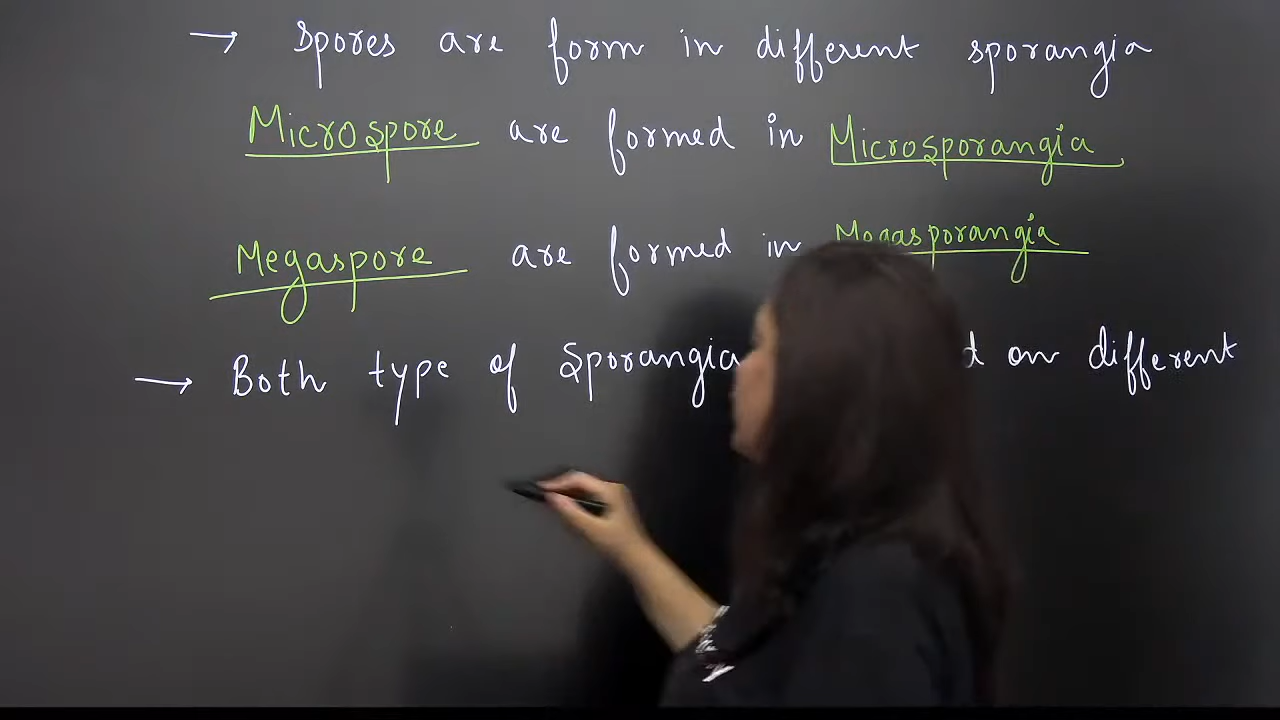 → Spores are form in different sporangia
Microspore are formed in Microsporangia
Megaspore are formed in Megasporangia
→ Both type of Sporangia on different